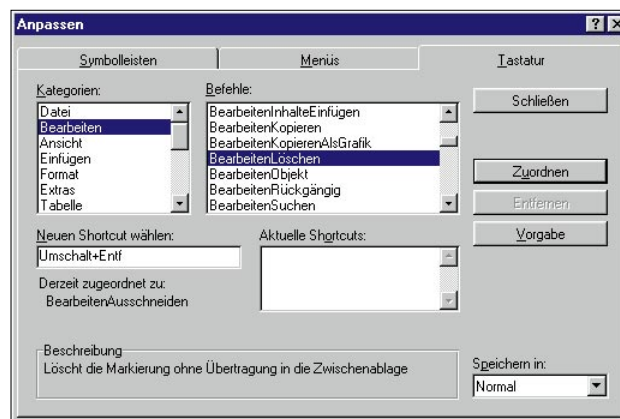 Anpassen
Symbolleisten
Menüs
Tastatur
Kategorien:
Datei
Bearbeiten
Ansicht
Einfügen
Format
Extras
Tabelle
Befehle:
BearbeitenInhalteEinfügen
BearbeitenKopieren
BearbeitenKopierenAlsGrafik
BearbeitenLöschen
BearbeitenObjekt
BearbeitenRückgängig
BearbeitenSuchen
Schließen
Zuordnen
Entfernen
Vorgabe
Neuen Shortcut wählen:
Umschalt+Entf
Aktuelle Shortcuts:
Derzeit zugeordnet zu:
BearbeitenAusschneiden
Beschreibung
Löscht die Markierung ohne Übertragung in die Zwischenablage
Speichern in:
Normal